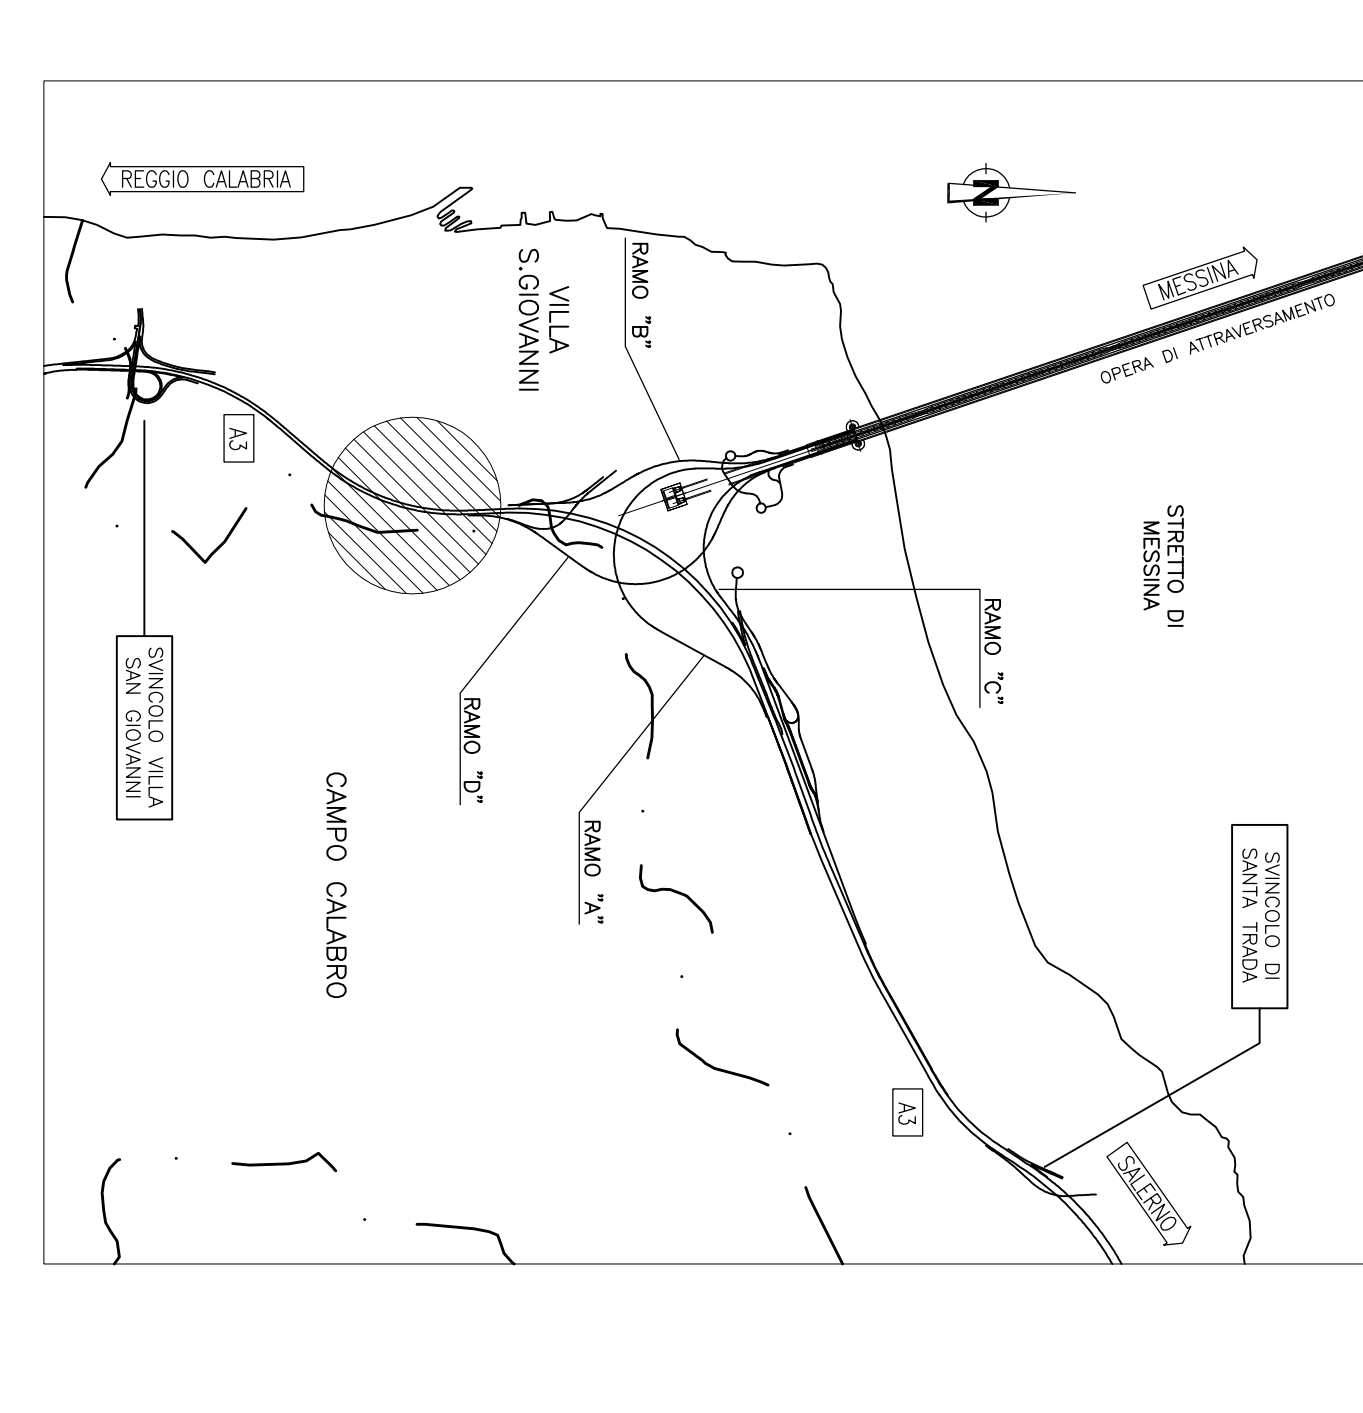 REGGIO CALABRIA
N
MESSINA
OPERA DI ATTRAVERSAMENTO
VILLA
S.GIOVANNI
RAMO "B"
A3
STRETTO DI
MESSINA
RAMO "C"
SVINCOLO VILLA
SAN GIOVANNI
RAMO "D"
RAMO "A"
CAMPO CALABRO
SVINCOLO DI
SANTA TRADA
A3
SALERNO